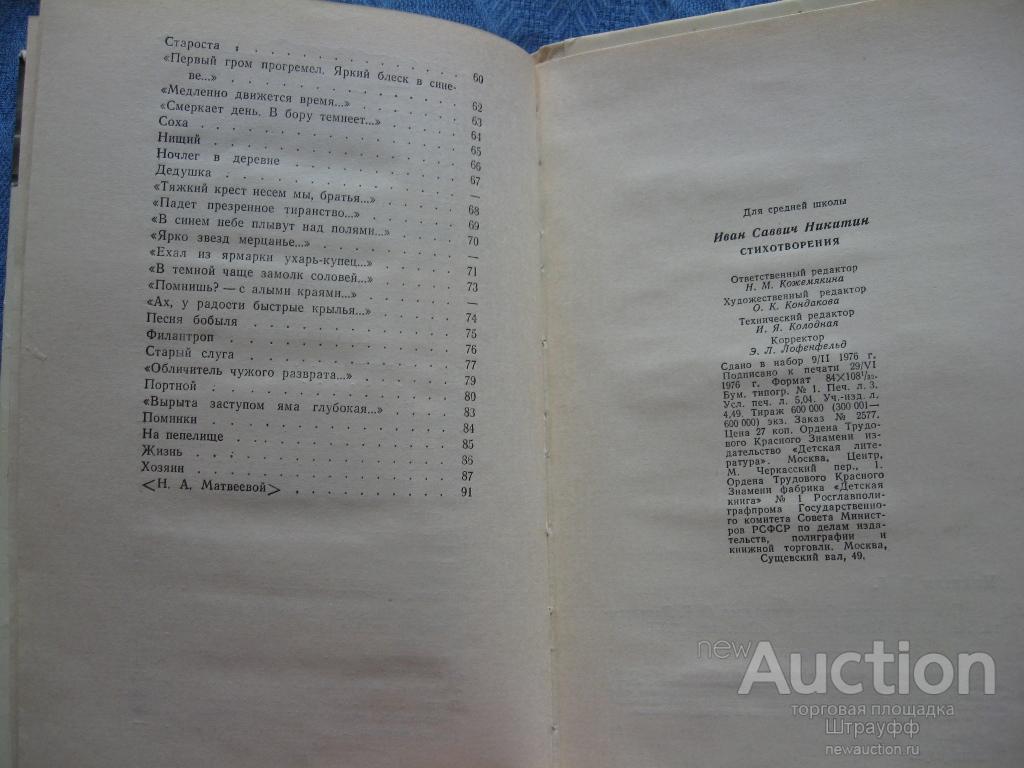 Староста . . . . . . . . . . . . . . 60
«Первый гром прогремел. Яркий блеск в сине-
ве...» . . . . . . . . . . . . . . 62
«Медленно движется время...» . . . . . . . . 63
«Смеркает день. В бору темнеет...» . . . . . . 64
Соха . . . . . . . . . . . . . . 65
Нищий . . . . . . . . . . . . . . 66
Ночлег в деревне . . . . . . . . . . . . 67
Дедушка . . . . . . . . . . . . . . —
«Тяжкий крест несем мы, братья...» . . . . . . 68
«Падет презренное тиранство...» . . . . . . . 69
«В синем небе плывут над полями...» . . . . . . 70
«Ярко звезд мерцанье...» . . . . . . . . . —
«Ехал из ярмарки ухарь-купец...» . . . . . . . 71
«В темной чаще замолк соловей...» . . . . . . 73
«Помнишь? — с алыми краями...» . . . . . . . —
«Ах, у радости быстрые крылья...» . . . . . . 74
Песня бобыля . . . . . . . . . . . . 75
Филантроп . . . . . . . . . . . . . 76
Старый слуга . . . . . . . . . . . . 77
«Обличитель чужого разврата...» . . . . . . . 79
Портной . . . . . . . . . . . . . . 80
«Вырыта заступом яма глубокая...» . . . . . . 83
Поминки . . . . . . . . . . . . . . 84
На пепелище . . . . . . . . . . . . . 85
Жизнь . . . . . . . . . . . . . . 86
Хозяин . . . . . . . . . . . . . . 87
<Н. А. Матвеевой> . . . . . . . . . . . 91
Для средней школы
Иван Саввич Никитин
СТИХОТВОРЕНИЯ
Ответственный редактор
Н. М. Кожемякина
Художественный редактор
О. К. Кондакова
Технический редактор
И. Я. Колодная
Корректор
Э. Л. Лофенфельд
Сдано в набор 9/II 1976 г.
Подписано к печати 29/VI
1976 г. Формат 84×108¹/₃₂.
Бум. типогр. № 1. Печ. л. 3.
Усл. печ. л. 5,04. Уч.-изд. л.
4,49. Тираж 600 000 (300 001—
600 000) экз. Заказ № 2577.
Цена 27 коп. Ордена Трудо-
вого Красного Знамени из-
дательство «Детская лите-
ратура». Москва, Центр,
М. Черкасский пер., 1.
Ордена Трудового Красного
Знамени фабрика «Детская
книга» № 1 Росглавполи-
графпрома Государственно-
го комитета Совета Минист-
ров РСФСР по делам изда-
тельств, полиграфии и
книжной торговли. Москва,
Сущевский вал, 49.
newAuction
торговая площадка
Штрауфф
newauction.ru